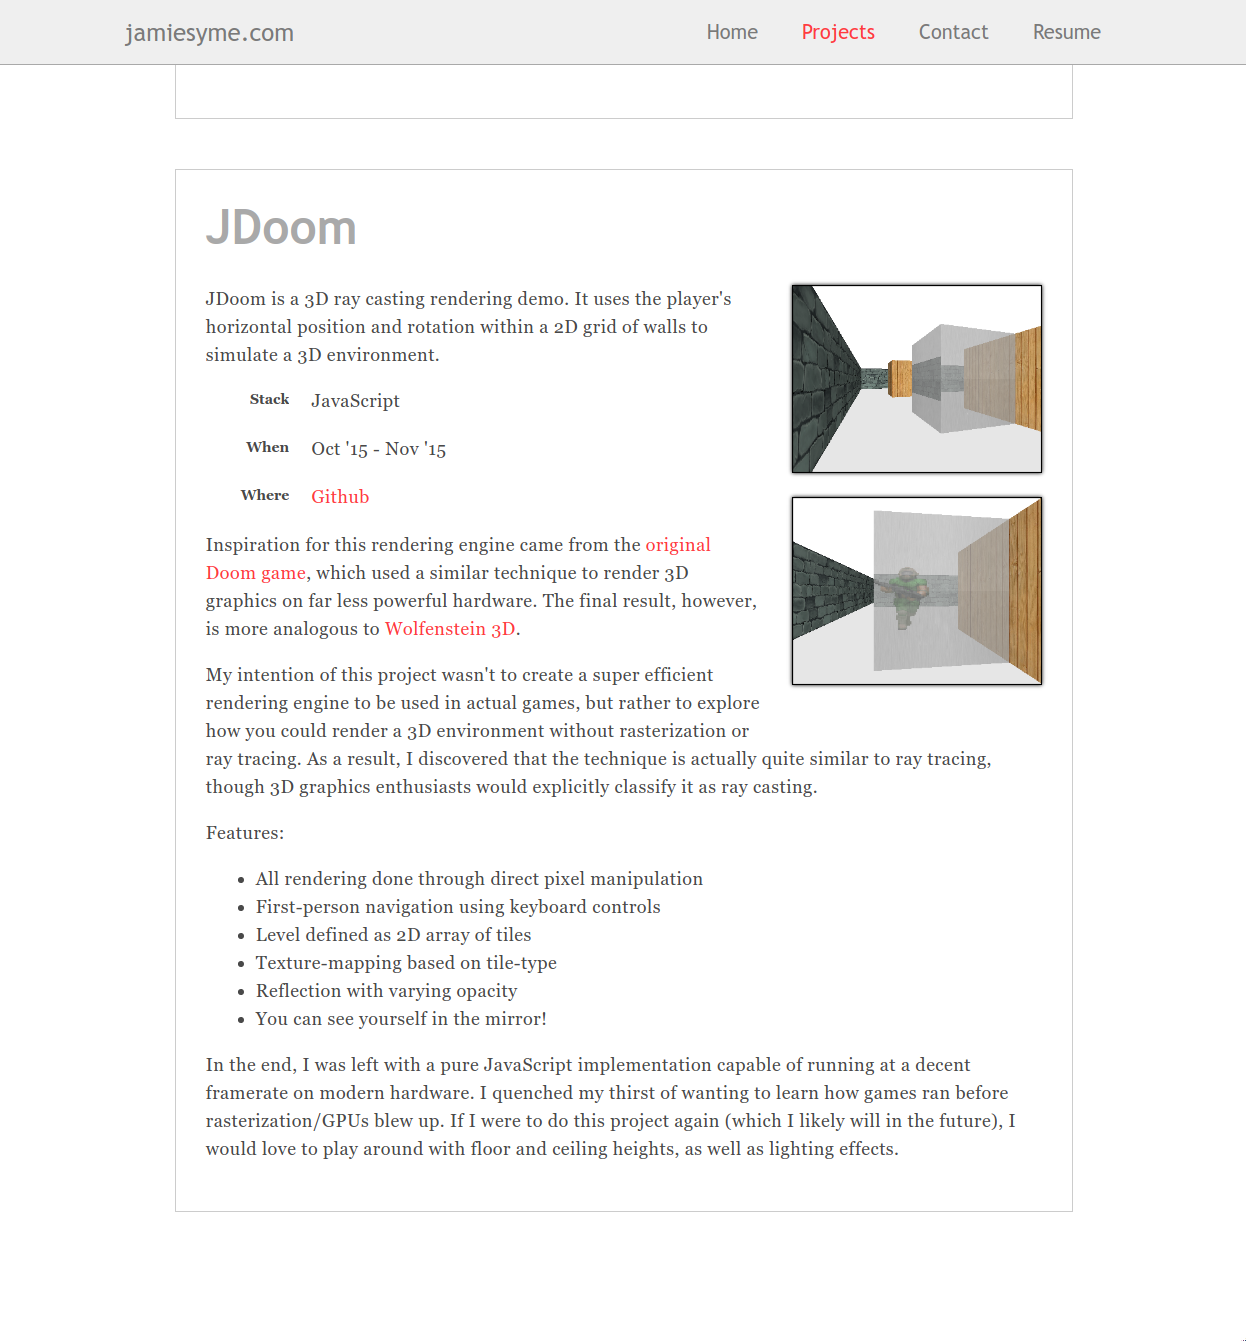 jamiesyme.com
Home Projects Contact Resume
JDoom
JDoom is a 3D ray casting rendering demo. It uses the player's
horizontal position and rotation within a 2D grid of walls to
simulate a 3D environment.
Stack JavaScript
When Oct '15 - Nov '15
Where Github
Inspiration for this rendering engine came from the original
Doom game, which used a similar technique to render 3D
graphics on far less powerful hardware. The final result, however,
is more analogous to Wolfenstein 3D.
My intention of this project wasn't to create a super efficient
rendering engine to be used in actual games, but rather to explore
how you could render a 3D environment without rasterization or
ray tracing. As a result, I discovered that the technique is actually quite similar to ray tracing,
though 3D graphics enthusiasts would explicitly classify it as ray casting.
Features:
• All rendering done through direct pixel manipulation
• First-person navigation using keyboard controls
• Level defined as 2D array of tiles
• Texture-mapping based on tile-type
• Reflection with varying opacity
• You can see yourself in the mirror!
In the end, I was left with a pure JavaScript implementation capable of running at a decent
framerate on modern hardware. I quenched my thirst of wanting to learn how games ran before
rasterization/GPUs blew up. If I were to do this project again (which I likely will in the future), I
would love to play around with floor and ceiling heights, as well as lighting effects.